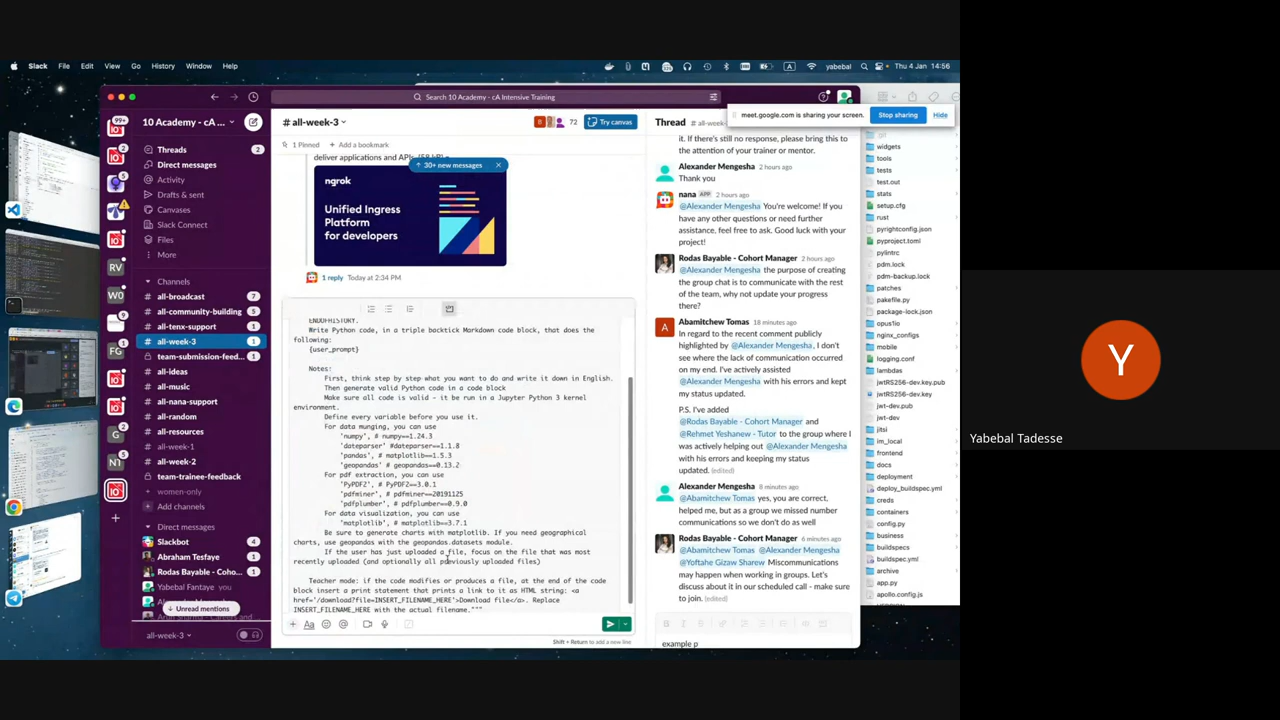 Slack File Edit View Go History Window Help
yabebal Thu 4 Jan 14:56
Search 10 Academy - cA Intensive Training
meet.google.com is sharing your screen. Stop sharing Hide
10 Academy - cA ...
99+
Threads 2
Direct messages
Activity
Drafts & sent
Canvases
Slack Connect
Files
More
Channels
# all-broadcast 7
# all-community-building 5
# all-tenx-support 1
# all-week-3 1
team-submission-feed... 1
# all-ideas
# all-music
# all-nana-support
# all-random
# all-resources
# all-week-1
# all-week-2
team-trainee-feedback
women-only
Add channels
Direct messages
Slackbot 4
Abraham Tesfaye 1
Rodas Bayable - Coho... 1
Yabebal Fantaye you
↓ Unread mentions
all-week-3
RV
W0
FG
G
NT
# all-week-3
72
Try canvas
1 Pinned + Add a bookmark
30+ new messages
ngrok
Unified Ingress
Platform
for developers
1 reply Today at 2:34 PM
ENDOFHISTORY.
Write Python code, in a triple backtick Markdown code block, that does the
following:
{user_prompt}
Notes:
First, think step by step what you want to do and write it down in English.
Then generate valid Python code in a code block
Make sure all code is valid - it be run in a Jupyter Python 3 kernel
environment.
Define every variable before you use it.
For data munging, you can use
'numpy', # numpy==1.24.3
'dateparser' #dateparser==1.1.8
'pandas', # matplotlib==1.5.3
'geopandas' # geopandas==0.13.2
For pdf extraction, you can use
'PyPDF2', # PyPDF2==3.0.1
'pdfminer', # pdfminer==20191125
'pdfplumber', # pdfplumber==0.9.0
For data visualization, you can use
'matplotlib', # matplotlib==3.7.1
Be sure to generate charts with matplotlib. If you need geographical
charts, use geopandas with the geopandas.datasets module.
If the user has just uploaded a file, focus on the file that was most
recently uploaded (and optionally all previously uploaded files)
Teacher mode: if the code modifies or produces a file, at the end of the code
block insert a print statement that prints a link to it as HTML string: <a
href='/download?file=INSERT_FILENAME_HERE'>Download file</a>. Replace
INSERT_FILENAME_HERE with the actual filename."""
Shift + Return to add a new line
Thread # all-week-
it. If there's still no response, please bring this to
the attention of your trainer or mentor.
Alexander Mengesha 2 hours ago
Thank you
nana APP 2 hours ago
@Alexander Mengesha You're welcome! If you
have any other questions or need further
assistance, feel free to ask. Good luck with your
project!
Rodas Bayable - Cohort Manager 2 hours ago
@Alexander Mengesha the purpose of creating
the group chat is to communicate with the rest
of the team, why not update your progress
there?
Abamitchew Tomas 18 minutes ago
In regard to the recent comment publicly
highlighted by @Alexander Mengesha, I don't
see where the lack of communication occurred
on my end. I've actively assisted
@Alexander Mengesha with his errors and kept
my status updated.
P.S. I've added
@Rodas Bayable - Cohort Manager and
@Rehmet Yeshanew - Tutor to the group where I
was actively helping out @Alexander Mengesha
with his errors and keeping my status
updated. (edited)
Alexander Mengesha 8 minutes ago
@Abamitchew Tomas yes, you are correct,
helped me, but as a group we missed number
communications so we don't do as well
Rodas Bayable - Cohort Manager 6 minutes ago
@Abamitchew Tomas @Alexander Mengesha
@Yoftahe Gizaw Sharew Miscommunications
may happen when working in groups. Let's
discuss about it in our scheduled call - make sure
to join. (edited)
example p
.git
widgets
tools
tests
test.out
stats
setup.cfg
rust
pyrightconfig.json
pyproject.toml
pylintrc
pdm.lock
pdm-backup.lock
patches
pakefile.py
package-lock.json
opus1io
nginx_configs
mobile
logging.conf
lambdas
jwtRS256-dev.key.pub
jwtRS256-dev.key
jwt-dev.pub
jwt-dev
jitsi
im_local
frontend
docs
deployment
deploy_buildspec.yml
creds
containers
config.py
business
buildspecs
archive
app.py
apollo.config.js
Y
Yabebal Tadesse